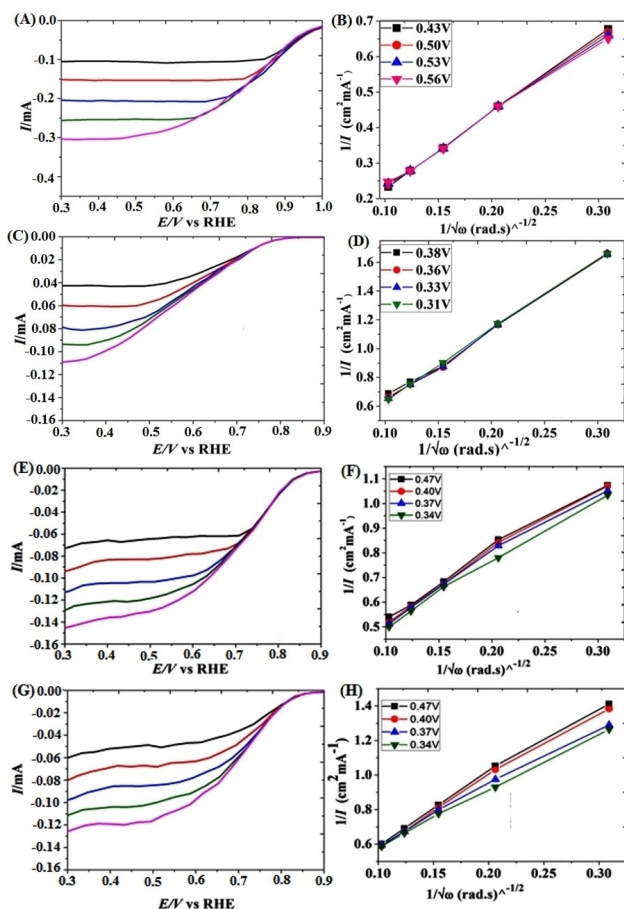 (A)
-0.1
-0.2
-0.3
-0.4
I/mA
0.3 0.4 0.5 0.6 0.7 0.8 0.9 1.0
E/V vs RHE
(B)
0.7
0.6
0.5
0.4
0.3
0.2
1/I (cm²mA⁻¹)
0.43V
0.50V
0.53V
0.56V
0.10 0.15 0.20 0.25 0.30
1/√ω (rad.s)^⁻¹/²
(C)
0.00
0.02
0.04
0.06
0.08
-0.10
-0.12
-0.14
-0.16
I/mA
0.3 0.4 0.5 0.6 0.7 0.8 0.9
E/V vs RHE
(D)
1.6
1.4
1.2
1.0
0.8
0.6
1/I (cm²mA⁻¹)
0.38V
0.36V
0.33V
0.31V
0.10 0.15 0.20 0.25 0.30
1/√ω (rad.s)^⁻¹/²
(E)
0.00
-0.02
-0.04
-0.06
-0.08
-0.10
-0.12
-0.14
-0.16
I/mA
0.3 0.4 0.5 0.6 0.7 0.8 0.9
E/V vs RHE
(F)
1.1
1.0
0.9
0.8
0.7
0.6
0.5
1/I (cm²mA⁻¹)
0.47V
0.40V
0.37V
0.34V
0.10 0.15 0.20 0.25 0.30
1/√ω (rad.s)^⁻¹/²
(G)
0.00
-0.02
-0.04
-0.06
-0.08
-0.10
-0.12
-0.14
-0.16
I/mA
0.3 0.4 0.5 0.6 0.7 0.8 0.9
E/V vs RHE
(H)
1.4
1.2
1.0
0.8
0.6
1/I (cm²mA⁻¹)
0.47V
0.40V
0.37V
0.34V
0.10 0.15 0.20 0.25 0.30
1/√ω (rad.s)^⁻¹/²